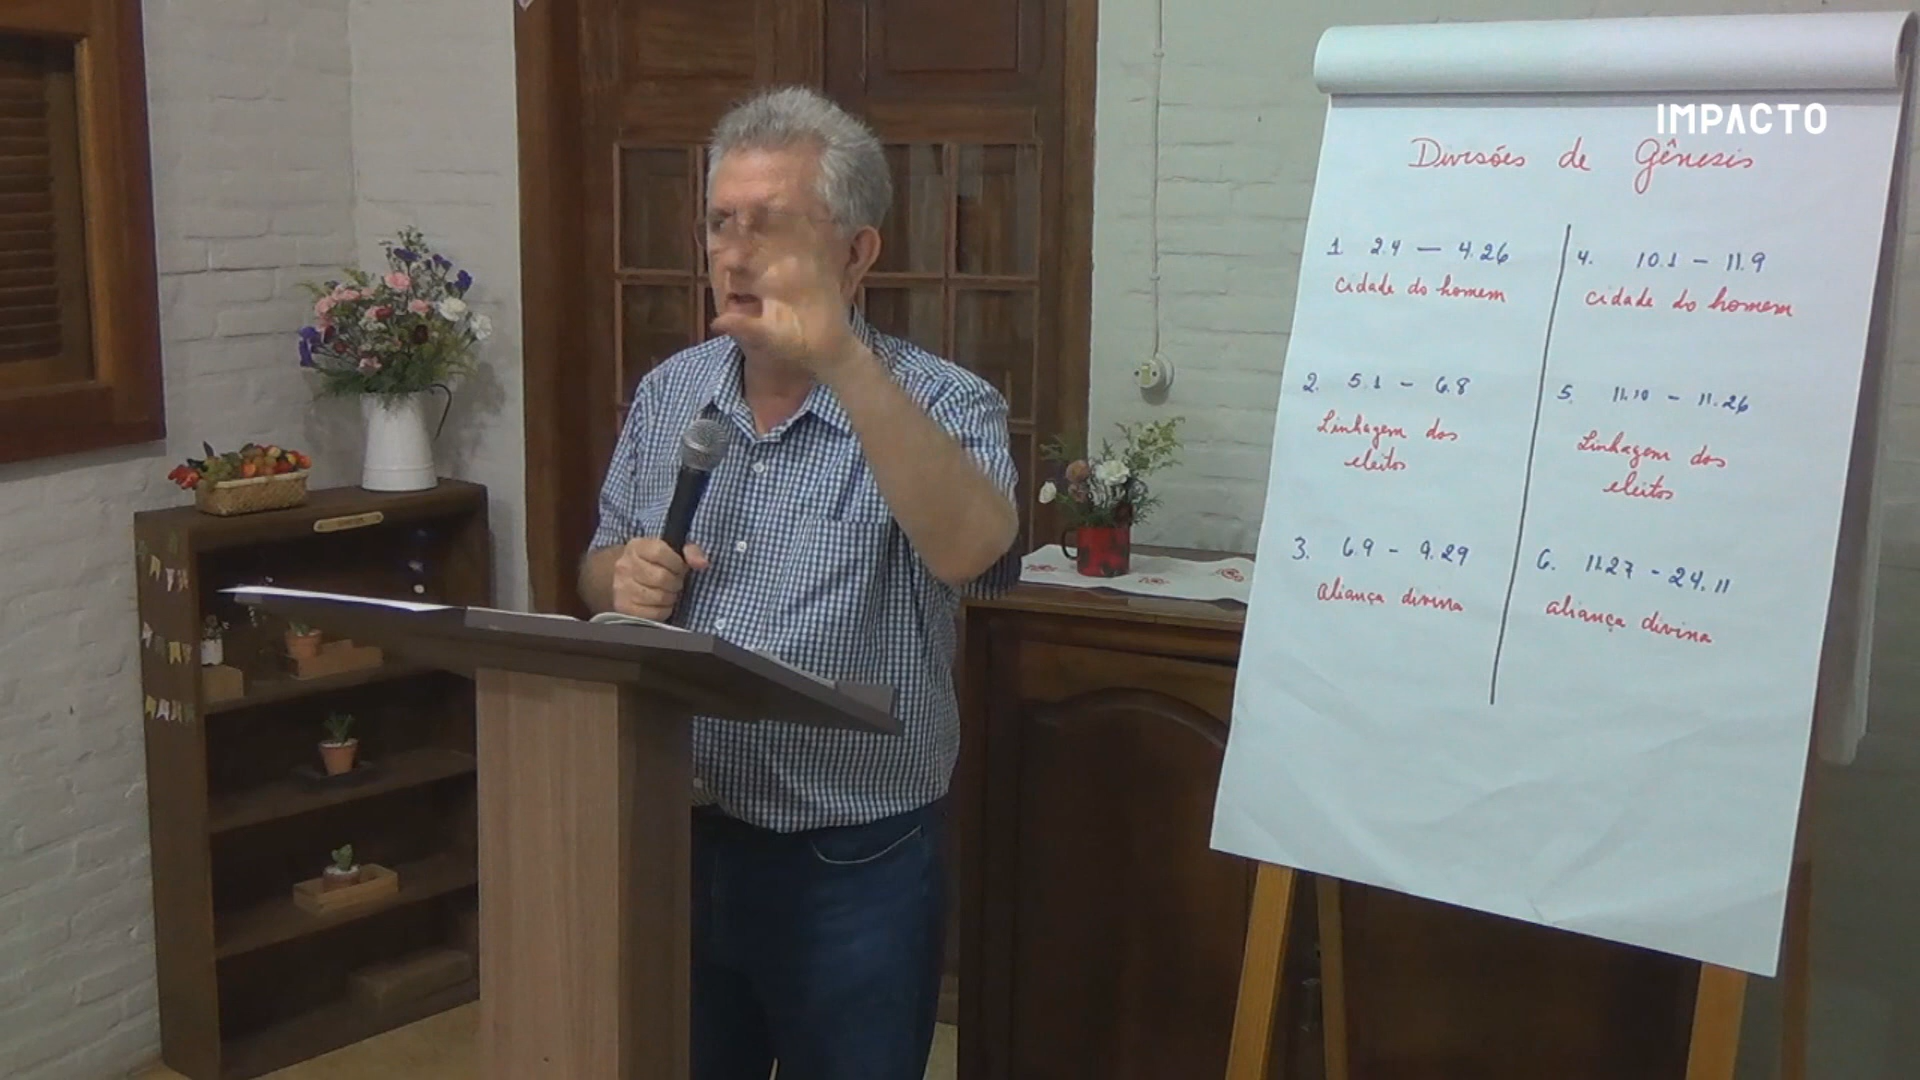 IMPACTO
Divisões de Gênesis
1 2.4 — 4.26
cidade do homem
2. 5.1 - 6.8
Linhagem dos
eleitos
3. 6.9 - 9.29
aliança divina
4. 10.1 - 11.9
cidade do homem
5. 11.10 - 11.26
Linhagem dos
eleitos
6. 11.27 - 24.11
aliança divina